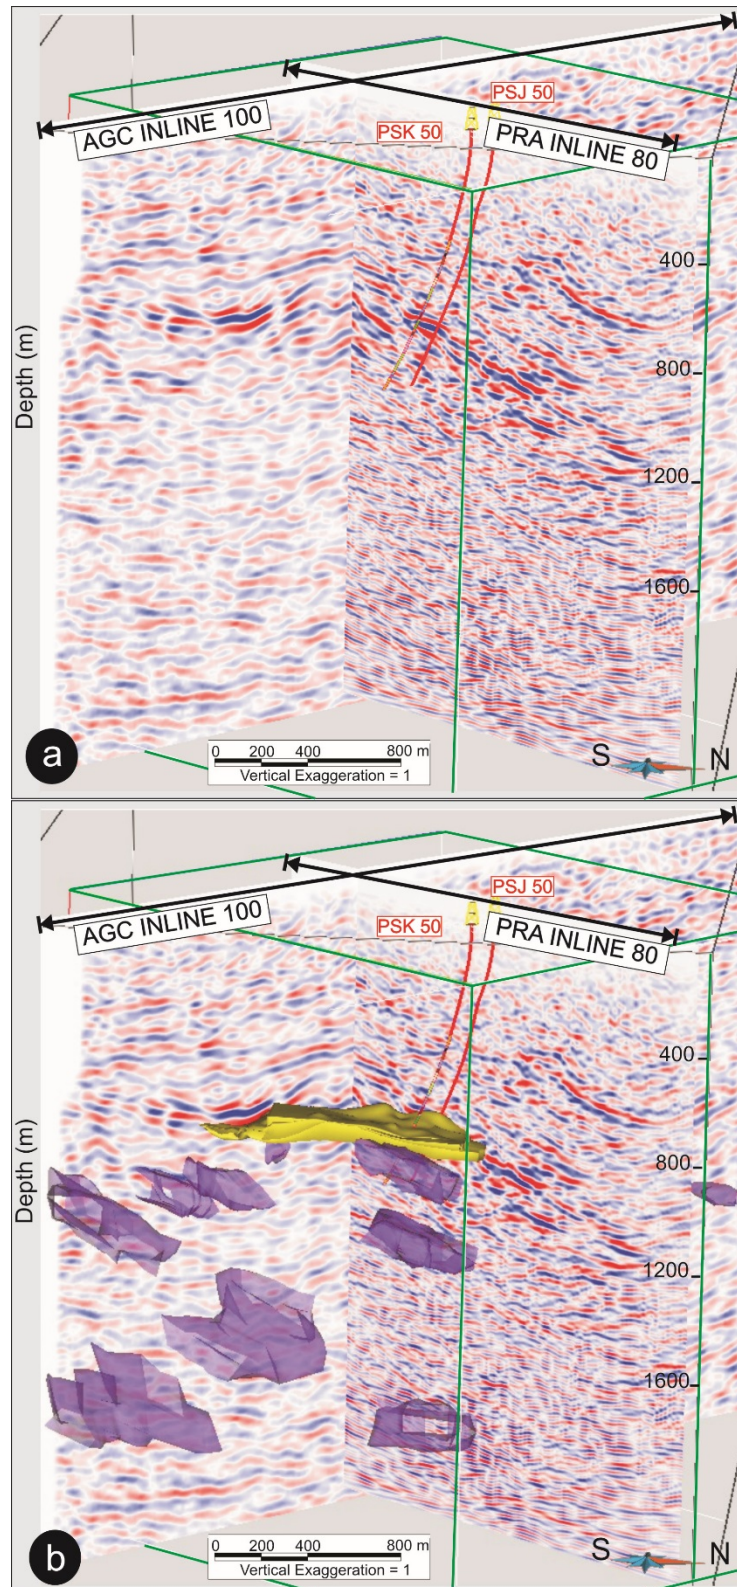 PSJ 50
AGC INLINE 100
PSK 50
PRA INLINE 80
400
Depth (m)
800
1200
1600
a
0 200 400 800 m
Vertical Exaggeration = 1
S N
PSJ 50
AGC INLINE 100
PSK 50
PRA INLINE 80
400
Depth (m)
800
1200
1600
b
0 200 400 800 m
Vertical Exaggeration = 1
S N